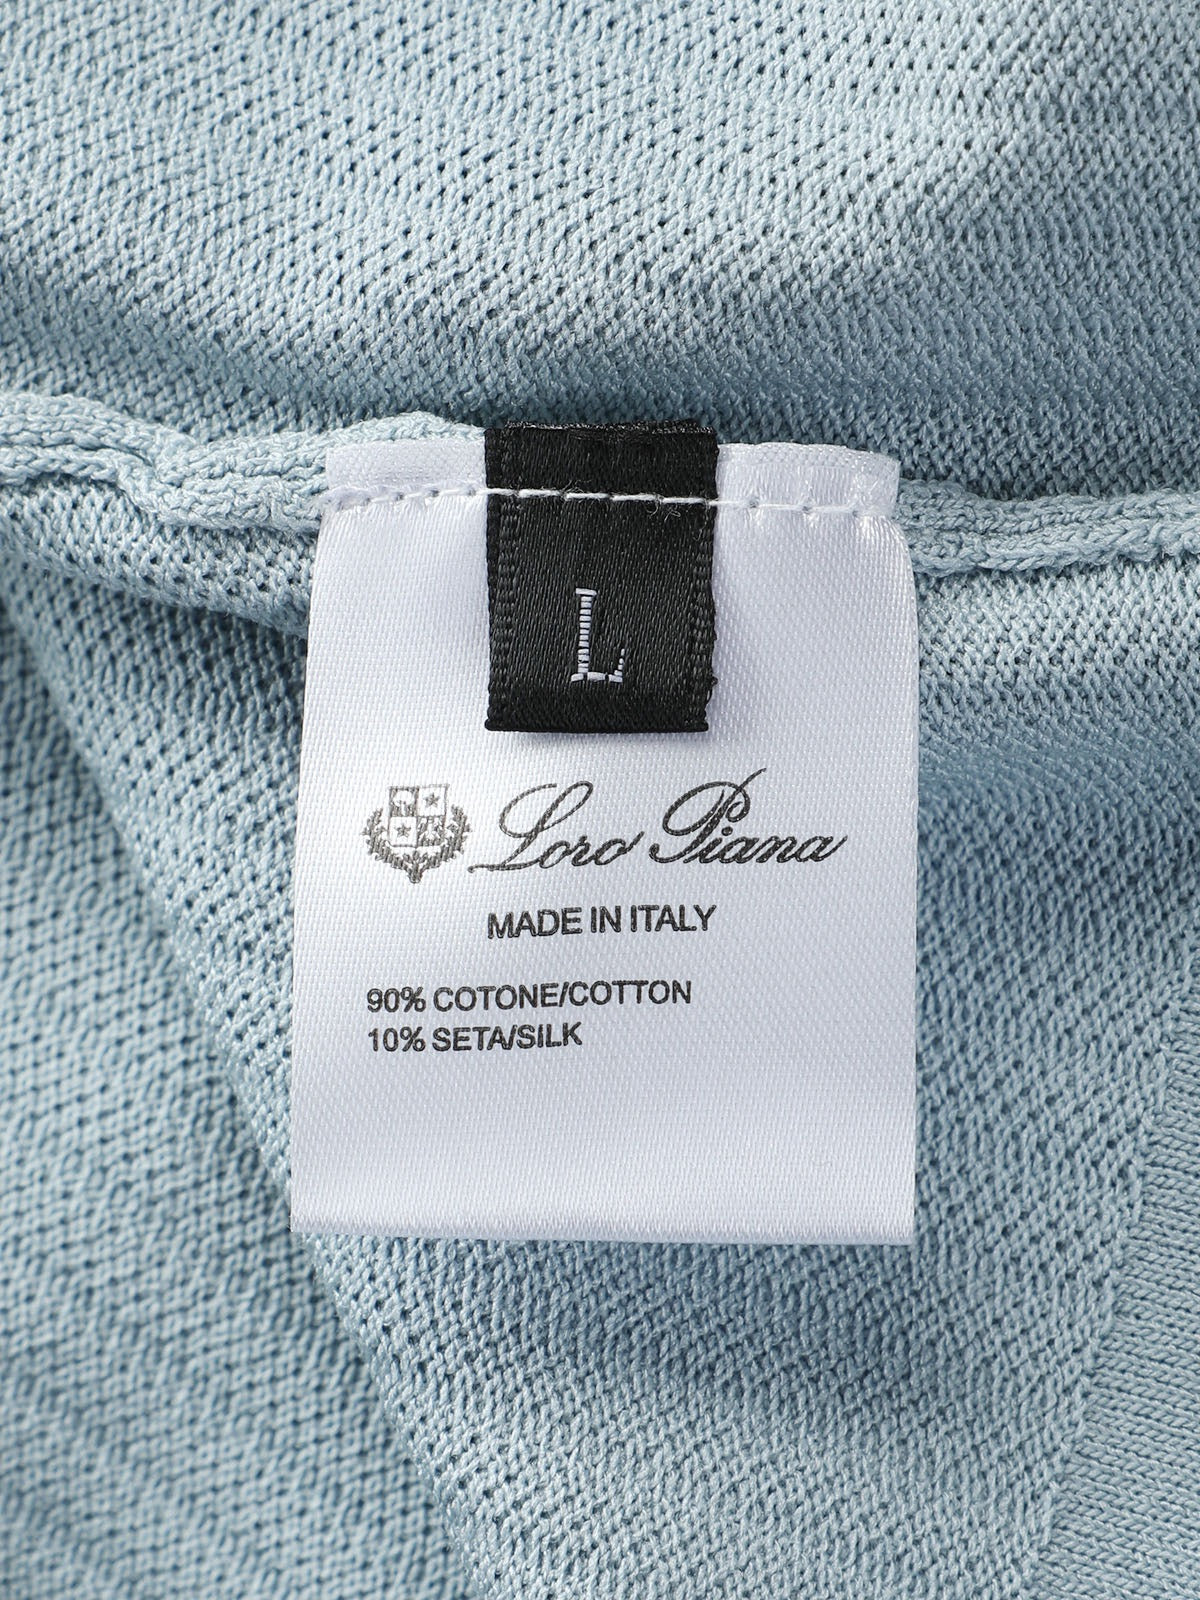 L
Loro Piana
MADE IN ITALY
90% COTONE/COTTON
10% SETA/SILK